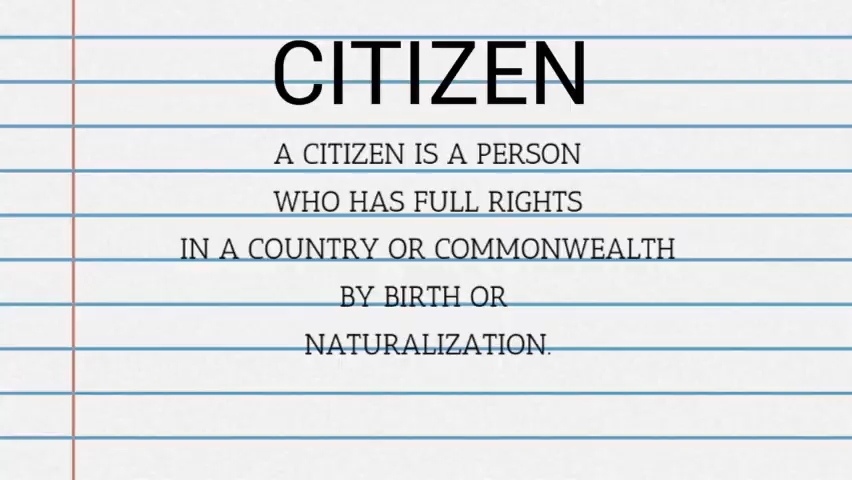 CITIZEN
A CITIZEN IS A PERSON
WHO HAS FULL RIGHTS
IN A COUNTRY OR COMMONWEALTH
BY BIRTH OR
NATURALIZATION.